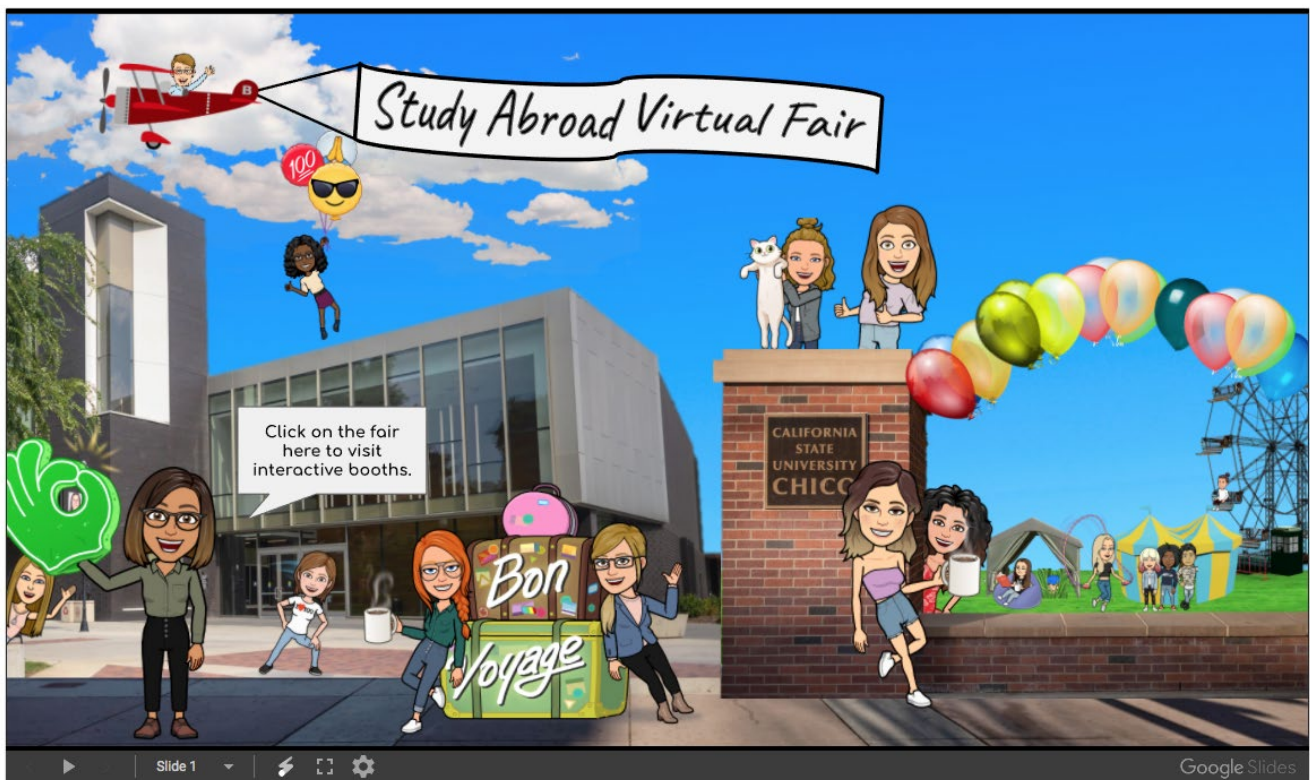 Study Abroad Virtual Fair
B
100
Click on the fair
here to visit
interactive booths.
CALIFORNIA
STATE
UNIVERSITY
CHICO
Bon
Voyage
Slide 1
Google Slides